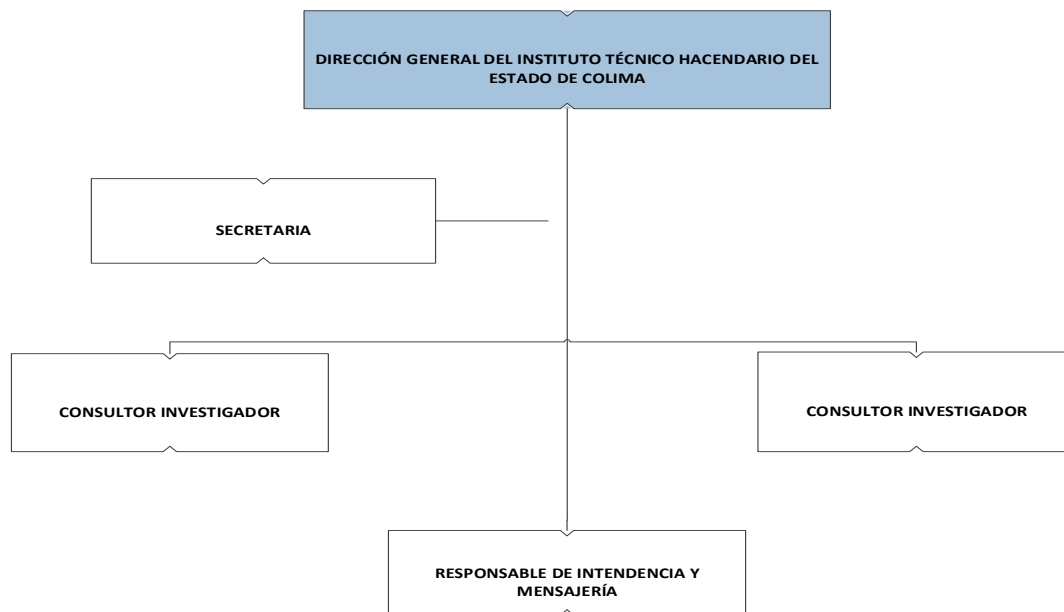 DIRECCIÓN GENERAL DEL INSTITUTO TÉCNICO HACENDARIO DEL
ESTADO DE COLIMA
SECRETARIA
CONSULTOR INVESTIGADOR
CONSULTOR INVESTIGADOR
RESPONSABLE DE INTENDENCIA Y
MENSAJERÍA